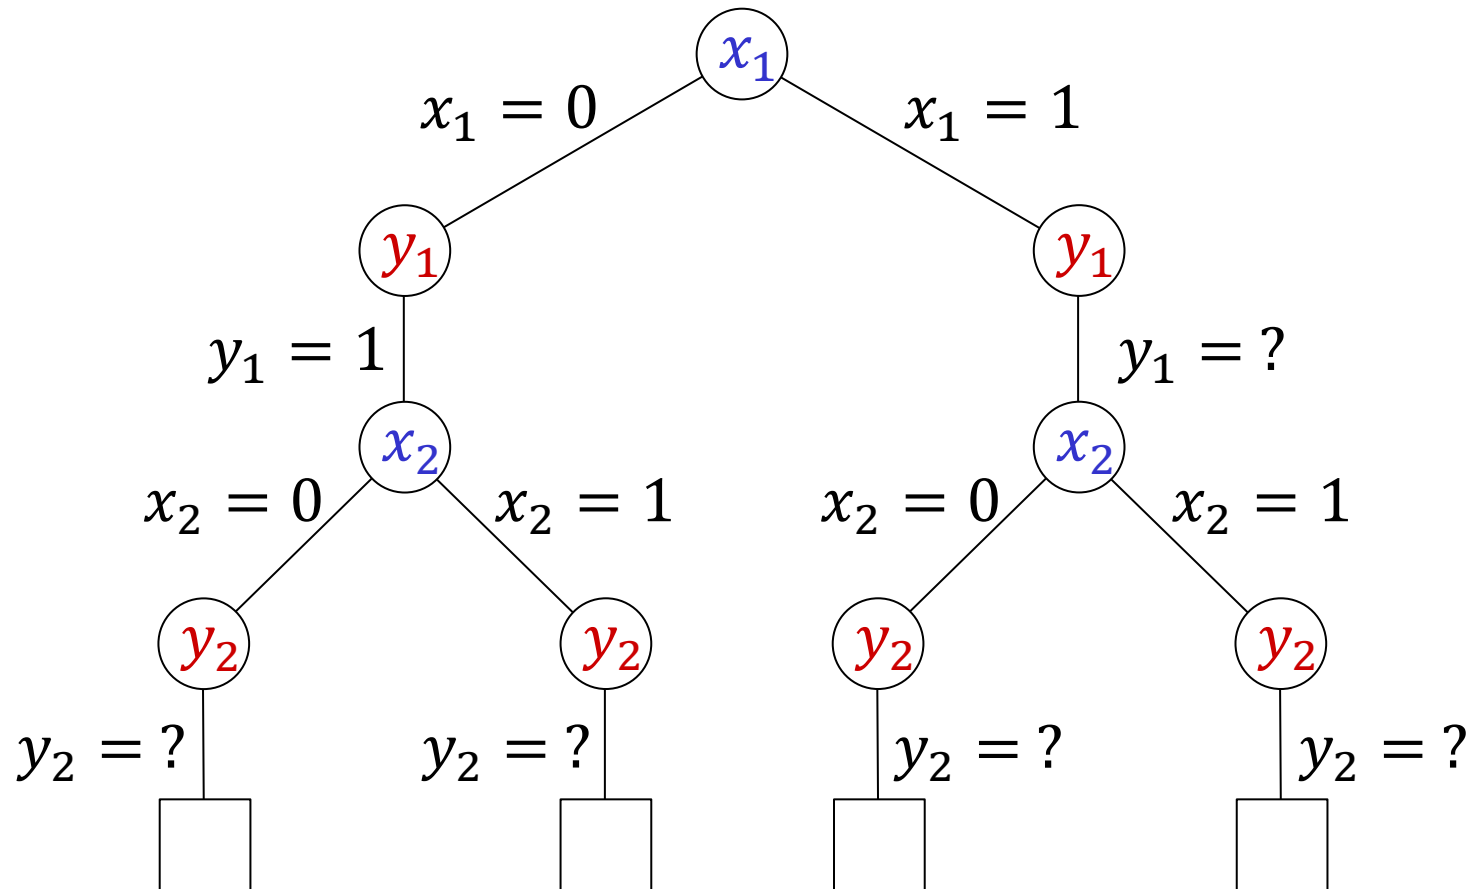 x₁
x₁ = 0 x₁ = 1
y₁ y₁
y₁ = 1 y₁ = ?
x₂ x₂
x₂ = 0 x₂ = 1 x₂ = 0 x₂ = 1
y₂ y₂ y₂ y₂
y₂ = ? y₂ = ? y₂ = ? y₂ = ?